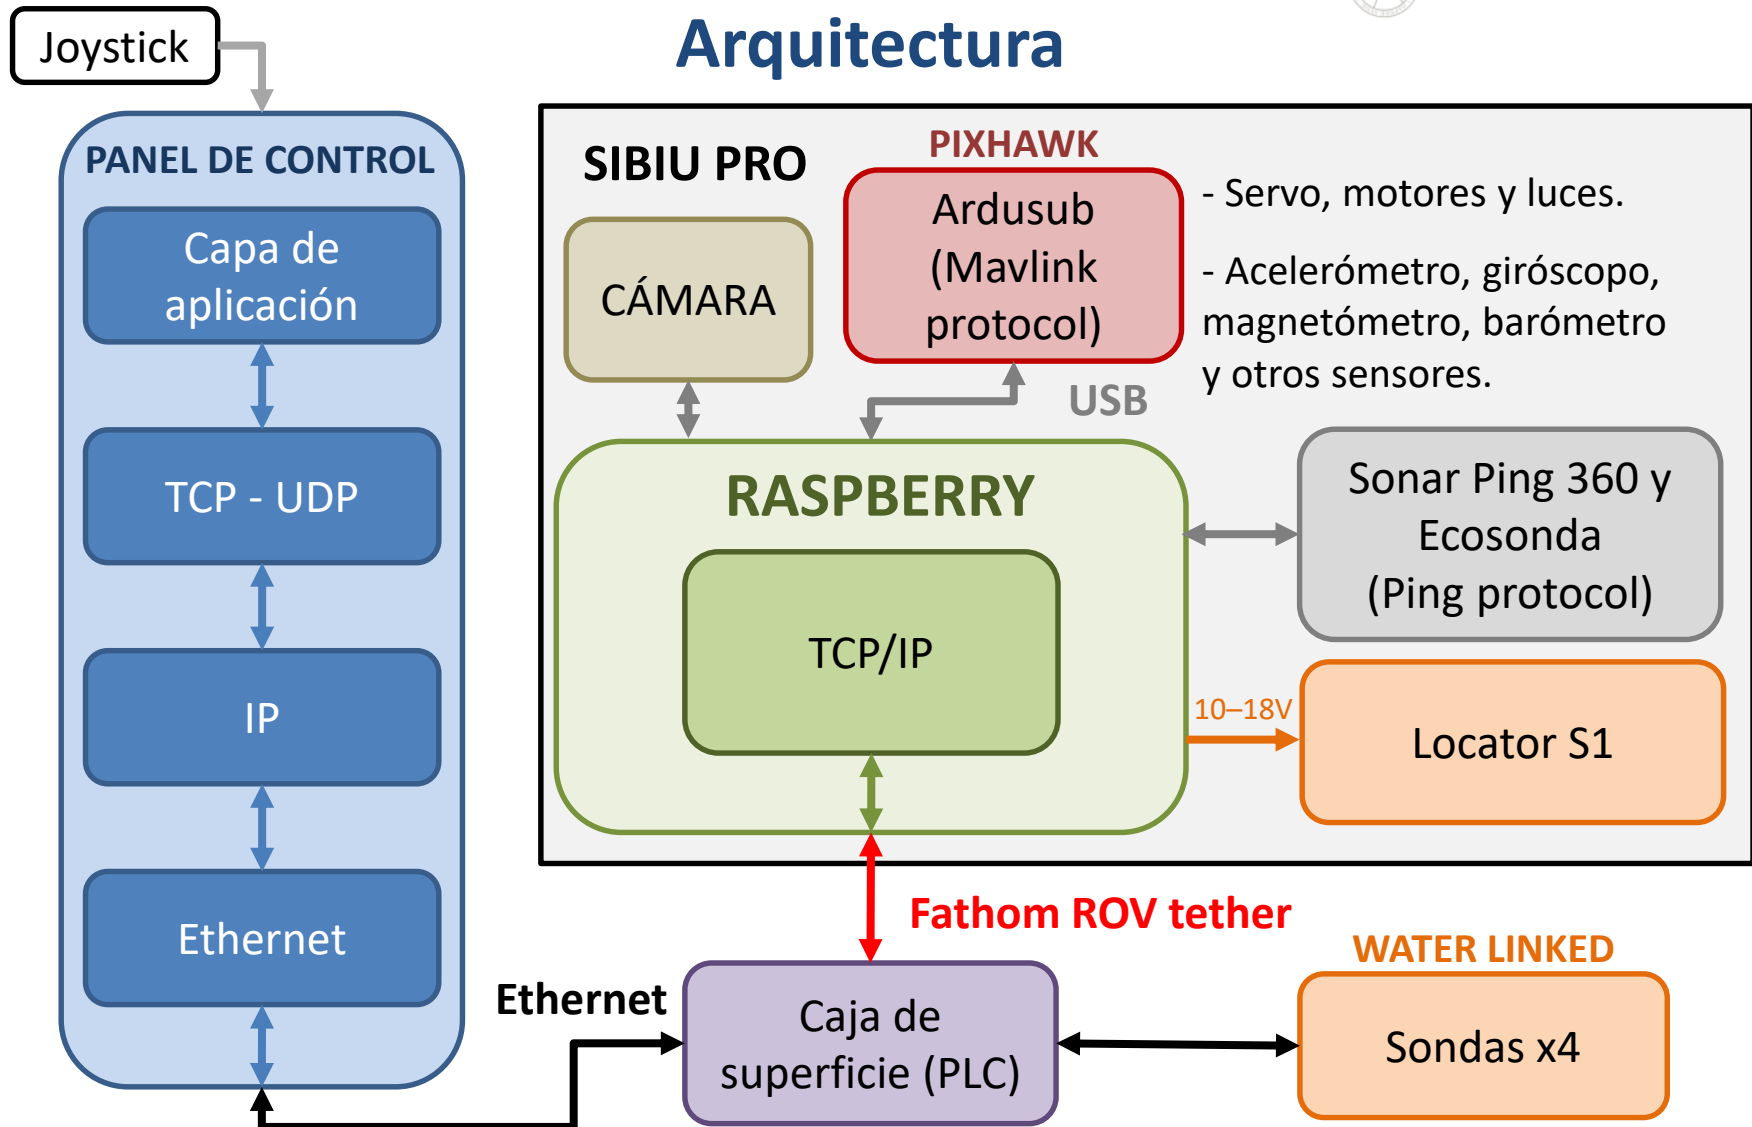 Arquitectura
Joystick
PANEL DE CONTROL
Capa de
aplicación
TCP - UDP
IP
Ethernet
SIBIU PRO
CÁMARA
PIXHAWK
Ardusub
(Mavlink
protocol)
- Servo, motores y luces.
- Acelerómetro, giróscopo,
magnetómetro, barómetro
y otros sensores.
USB
RASPBERRY
TCP/IP
Sonar Ping 360 y
Ecosonda
(Ping protocol)
10–18V
Locator S1
Fathom ROV tether
Ethernet
Caja de
superficie (PLC)
WATER LINKED
Sondas x4